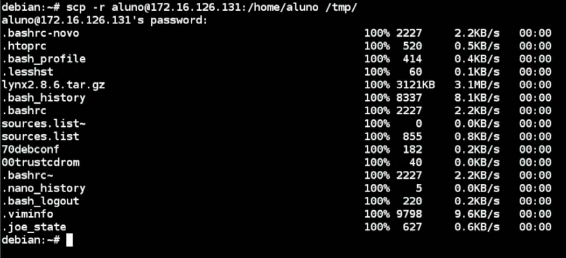 debian:~# scp -r aluno@172.16.126.131:/home/aluno /tmp/
aluno@172.16.126.131's password:
.bashrc-novo 100% 2227 2.2KB/s 00:00
.htoprc 100% 520 0.5KB/s 00:00
.bash_profile 100% 414 0.4KB/s 00:00
.lesshst 100% 60 0.1KB/s 00:00
lynx2.8.6.tar.gz 100% 3121KB 3.1MB/s 00:00
.bash_history 100% 8337 8.1KB/s 00:00
.bashrc 100% 2227 2.2KB/s 00:00
sources.list~ 100% 0 0.0KB/s 00:00
sources.list 100% 855 0.8KB/s 00:00
70debconf 100% 182 0.2KB/s 00:00
00trustcdrom 100% 40 0.0KB/s 00:00
.bashrc~ 100% 2227 2.2KB/s 00:00
.nano_history 100% 5 0.0KB/s 00:00
.bash_logout 100% 220 0.2KB/s 00:00
.viminfo 100% 9798 9.6KB/s 00:00
.joe_state 100% 627 0.6KB/s 00:00
debian:~#